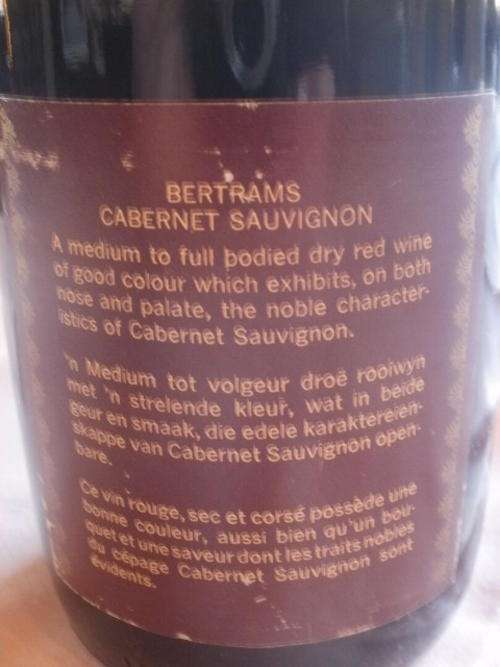 BERTRAMS
CABERNET SAUVIGNON
A medium to full bodied dry red wine
of good colour which exhibits, on both
nose and palate, the noble character-
istics of Cabernet Sauvignon.
'n Medium tot volgeur droë rooiwyn
met 'n strelende kleur, wat in beide
geur en smaak, die edele karaktereien-
skappe van Cabernet Sauvignon open-
bare.
Ce vin rouge, sec et corsé possède une
bonne couleur, aussi bien qu'un bou-
quet et une saveur dont les traits nobles
du cépage Cabernet Sauvignon sont
évidents.